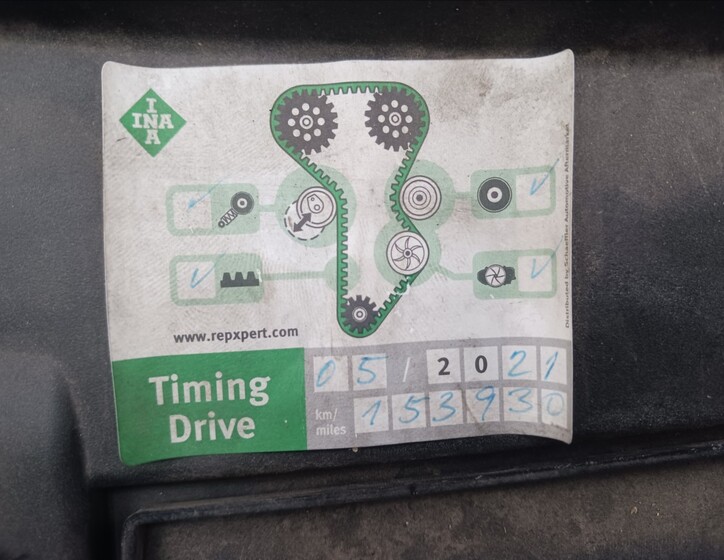 I
INA
A
www.repxpert.com
Distributed by Schaeffler Automotive Aftermarket
Timing
Drive
05/2021
km/
miles
153930